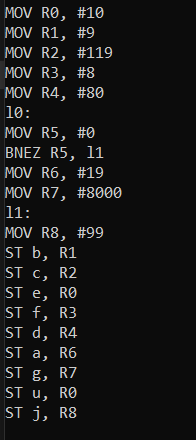 MOV R0, #10
MOV R1, #9
MOV R2, #119
MOV R3, #8
MOV R4, #80
l0:
MOV R5, #0
BNEZ R5, l1
MOV R6, #19
MOV R7, #8000
l1:
MOV R8, #99
ST b, R1
ST c, R2
ST e, R0
ST f, R3
ST d, R4
ST a, R6
ST g, R7
ST u, R0
ST j, R8